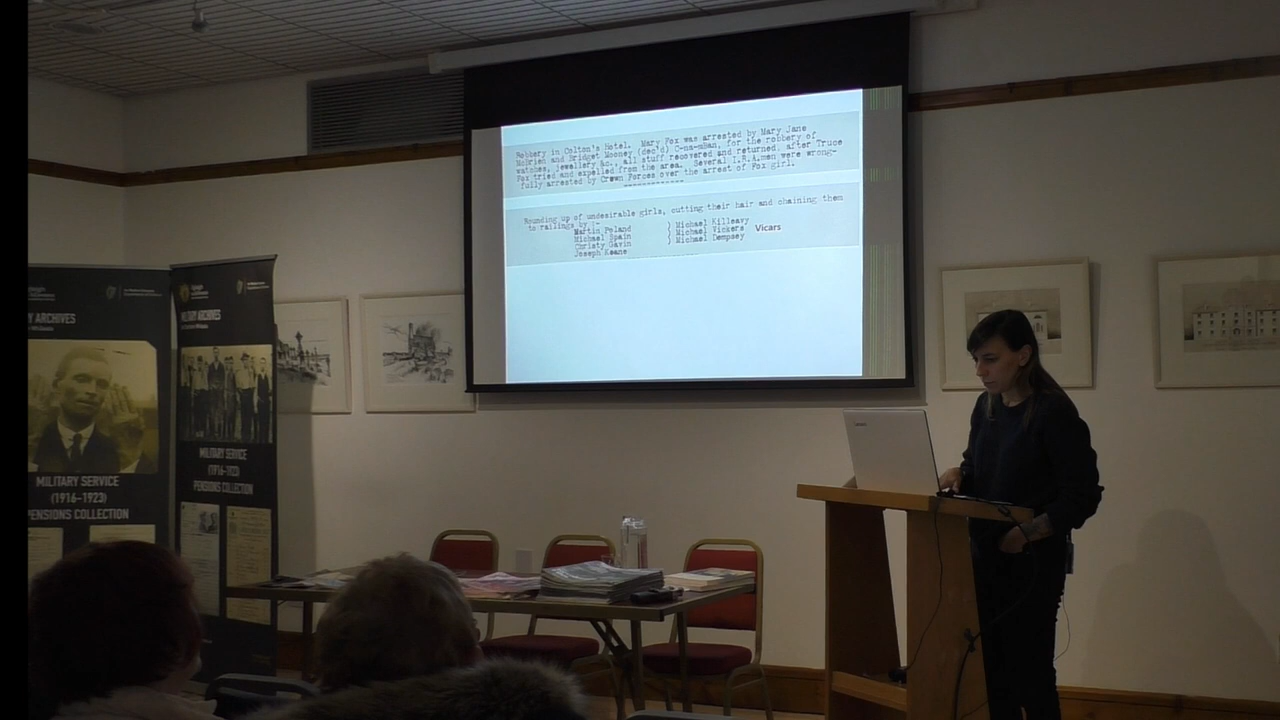 Robbery in Colton's Hotel. Mary Fox was arrested by Mary Jane
McBrien and Bridget Mooney (dec'd) C-na-mBan, for the robbery of
watches, jewellery &c., all stuff recovered and returned, after Truce
Fox tried and expelled from the area. Several I.R.A.men were wrong-
fully arrested by Crown Forces over the arrest of Fox girl.
Rounding up of undesirable girls, cutting their hair and chaining them
to railings by :-
Martin Poland } Michael Killeavy
Michael Spain } Michael Vickers Vicars
Christy Gavin } Michael Dempsey
Joseph Keane
Y ARCHIVES
MILITARY SERVICE
(1916-1923)
PENSIONS COLLECTION
MILITARY ARCHIVES
MILITARY SERVICE
(1916-1923)
PENSIONS COLLECTION